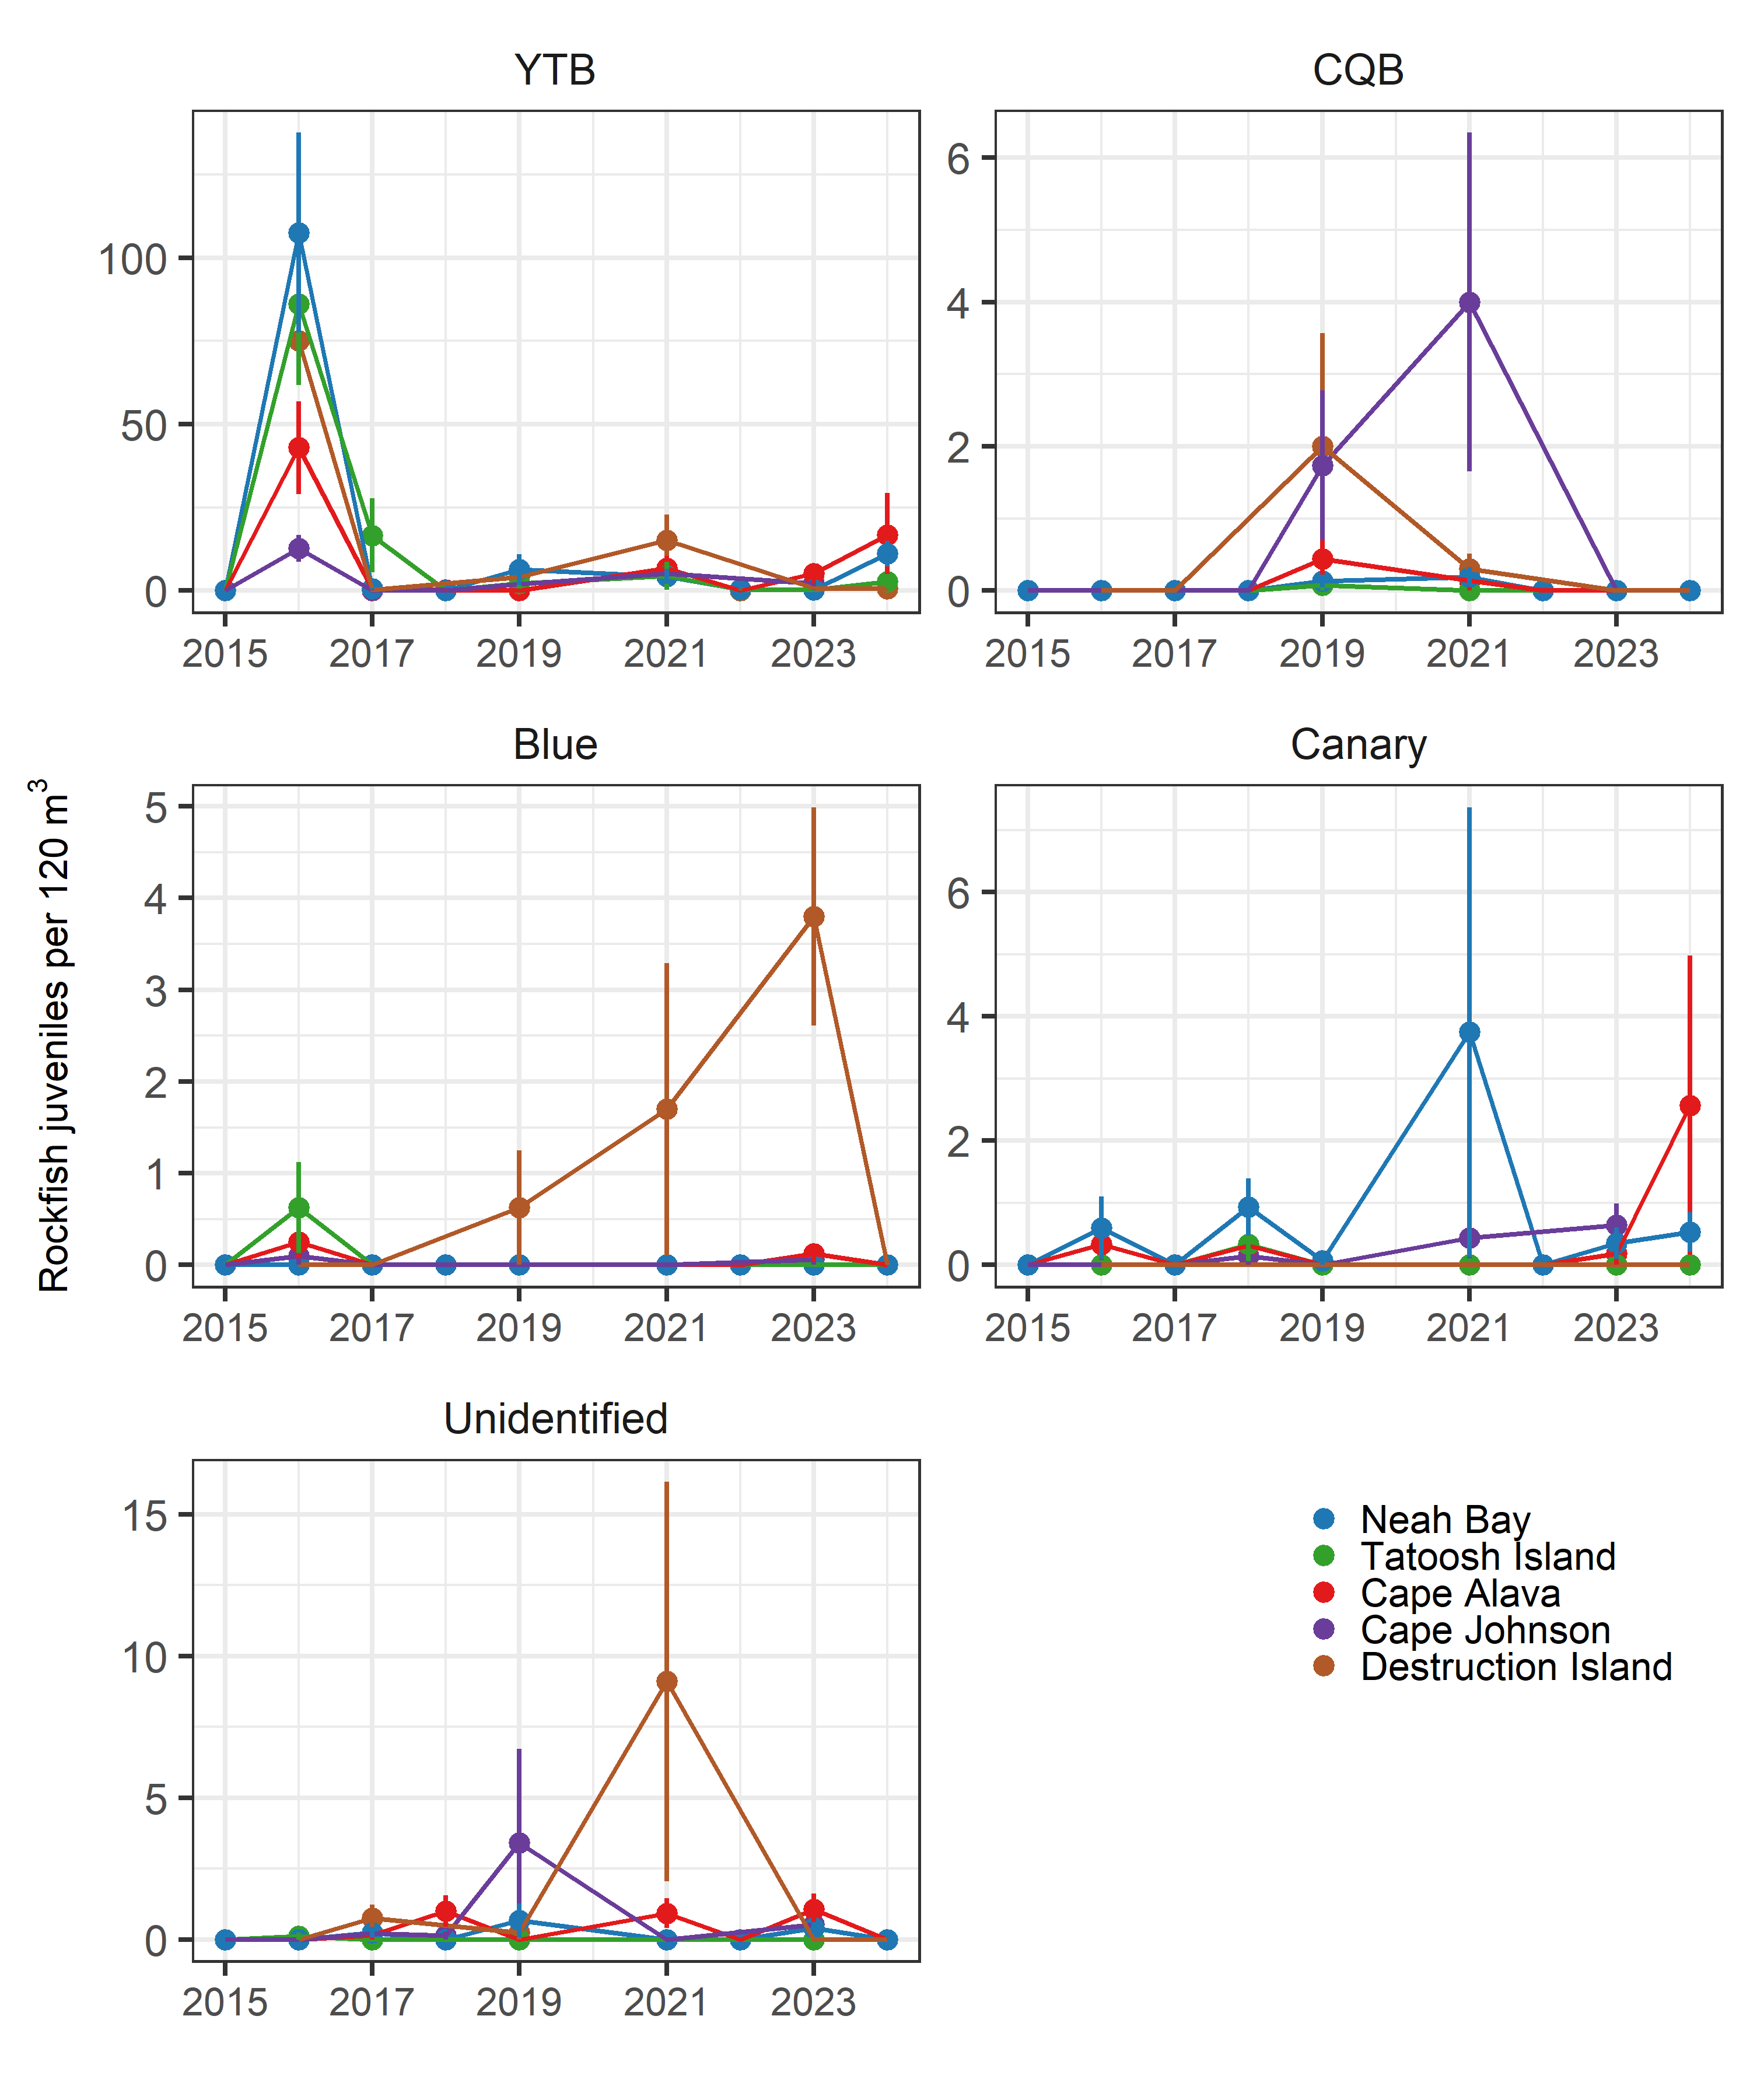 YTB
CQB
100
50
0
6
4
2
0
2015 2017 2019 2021 2023
2015 2017 2019 2021 2023
Blue
Canary
Rockfish juveniles per 120 m³
5
4
3
2
1
0
6
4
2
0
2015 2017 2019 2021 2023
2015 2017 2019 2021 2023
Unidentified
15
10
5
0
2015 2017 2019 2021 2023
Neah Bay
Tatoosh Island
Cape Alava
Cape Johnson
Destruction Island